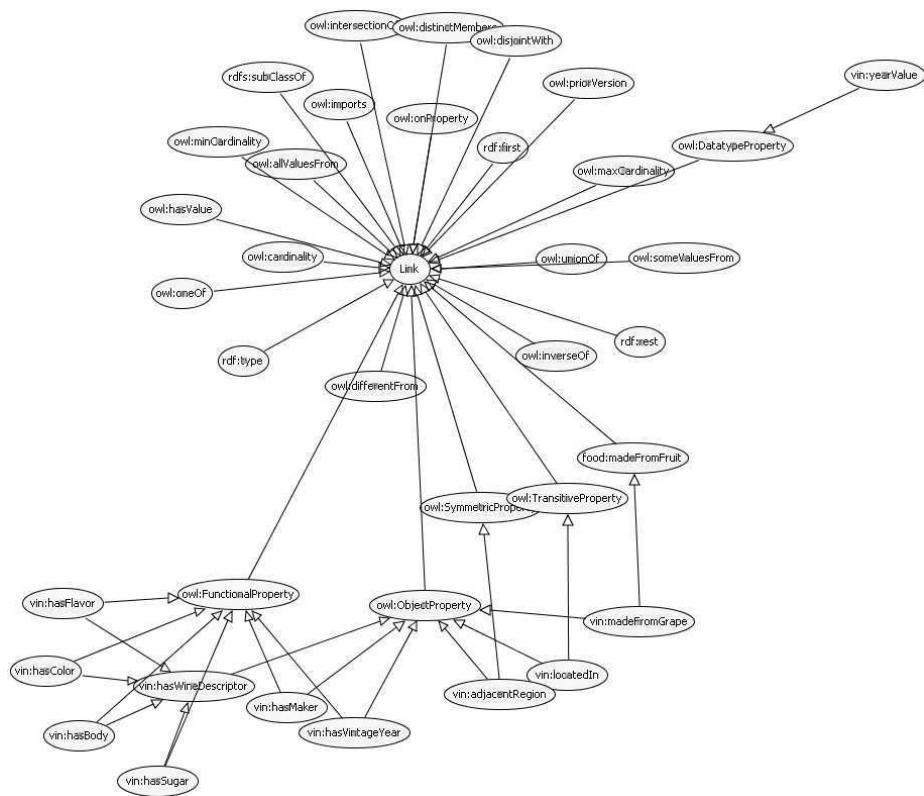 owl:intersectionO
owl:distinctMembers
owl:disjointWith
rdfs:subClassOf
owl:imports
owl:priorVersion
vin:yearValue
owl:onProperty
owl:minCardinality
owl:allValuesFrom
rdf:first
owl:DatatypeProperty
owl:maxCardinality
owl:hasValue
owl:cardinality
Link
owl:unionOf
owl:someValuesFrom
owl:oneOf
rdf:type
owl:differentFrom
owl:inverseOf
rdf:rest
food:madeFromFruit
owl:SymmetricProperty
owl:TransitiveProperty
vin:hasFlavor
owl:FunctionalProperty
owl:ObjectProperty
vin:madeFromGrape
vin:hasColor
vin:hasWineDescriptor
vin:locatedIn
vin:adjacentRegion
vin:hasMaker
vin:hasBody
vin:hasVintageYear
vin:hasSugar